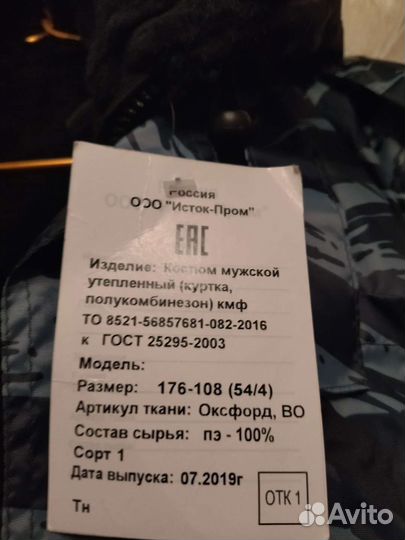 Россия
ООО "Исток-Пром"
EAC
Изделие: Костюм мужской
утепленный (куртка,
полукомбинезон) кмф
ТО 8521-56857681-082-2016
к ГОСТ 25295-2003
Модель:
Размер: 176-108 (54/4)
Артикул ткани: Оксфорд, ВО
Состав сырья: пэ - 100%
Сорт 1
Дата выпуска: 07.2019г
ОТК 1
Тн
Avito